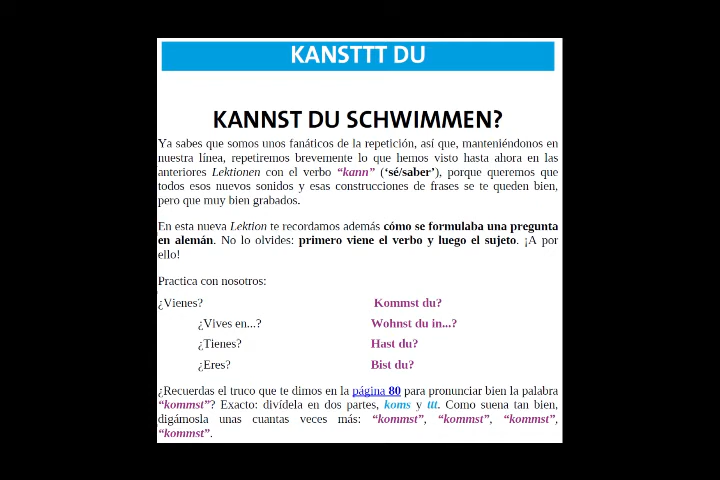 KANSTTT DU
KANNST DU SCHWIMMEN?
Ya sabes que somos unos fanáticos de la repetición, así que, manteniéndonos en
nuestra línea, repetiremos brevemente lo que hemos visto hasta ahora en las
anteriores Lektionen con el verbo “kann” (‘sé/saber’), porque queremos que
todos esos nuevos sonidos y esas construcciones de frases se te queden bien,
pero que muy bien grabados.
En esta nueva Lektion te recordamos además cómo se formulaba una pregunta
en alemán. No lo olvides: primero viene el verbo y luego el sujeto. ¡A por
ello!
Practica con nosotros:
¿Vienes? Kommst du?
¿Vives en...? Wohnst du in...?
¿Tienes? Hast du?
¿Eres? Bist du?
¿Recuerdas el truco que te dimos en la página 80 para pronunciar bien la palabra
“kommst”? Exacto: divídela en dos partes, koms y ttt. Como suena tan bien,
digámosla unas cuantas veces más: “kommst”, “kommst”, “kommst”,
“kommst”.